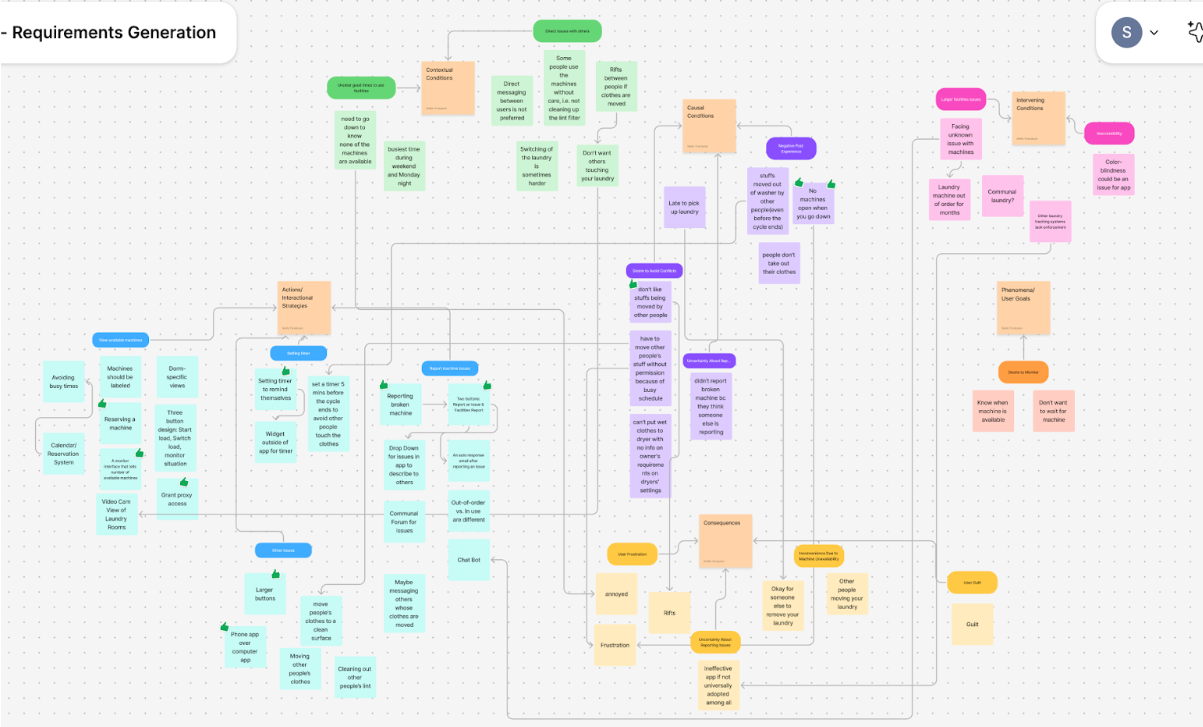 - Requirements Generation
S
Direct issues with others
Contextual
Conditions
Direct
messaging
between
users is not
preferred
Some
people use
the
machines
without
care, i.e. not
cleaning up
the lint filter
Rifts
between
people if
clothes are
moved
need to go
down to
know
none of the
machines
are available
busiest time
during
weekend
and Monday
night
Switching of
the laundry
is
sometimes
harder
Don't want
others
touching
your laundry
Causal
Conditions
Negative Past
Experience
Late to pick
up laundry
stuffs
moved out
of washer by
other
people(even
before the
cycle ends)
No
machines
open when
you go down
people don't
take out
their clothes
Larger facilities issues
Intervening
Conditions
Accessibility
Facing
unknown
issue with
machines
Laundry
machine out
of order for
months
Communal
laundry?
Color-
blindness
could be an
issue for app
Other laundry
tracking systems
lack enforcement
Desire to Avoid Conflicts
don't like
stuffs being
moved by
other people
have to
move other
people's
stuff without
permission
because of
busy
schedule
can't put wet
clothes to
dryer with
no info on
owner's
requireme
nts on
dryers'
settings
didn't report
broken
machine bc
they think
someone
else is
reporting
Actions/
Interactional
Strategies
View available machines
Avoiding
busy times
Machines
should be
labeled
Dorm-
specific
views
Reserving a
machine
Three
button
design: Start
load, Switch
load,
monitor
situation
Calendar/
Reservation
System
A monitor
interface that tells
number of
available machines
Grant proxy
access
Video Cam
View of
Laundry
Rooms
Setting timer
Setting timer
to remind
themselves
set a timer 5
mins before
the cycle
ends to
avoid other
people
touch the
clothes
Widget
outside of
app for timer
Report machine issues
Reporting
broken
machine
Two buttons:
Report an Issue &
Facilities Report
Drop Down
for issues in
app to
describe to
others
An auto response
email after
reporting an issue
Communal
Forum for
issues
Out-of-order
vs. In use
are different
Chat Bot
Maybe
messaging
others
whose
clothes are
moved
Larger
buttons
move
people's
clothes to a
clean
surface
Phone app
over
computer
app
Moving
other
people's
clothes
Cleaning out
other
people's lint
Phenomena/
User Goals
Desire to Monitor
Know when
machine is
available
Don't want
to wait for
machine
Consequences
User Frustration
annoyed
Rifts
Frustration
Uncertainty About
Reporting Issues
Ineffective
app if not
universally
adopted
among all
Inconvenience Due to
Machine Unavailability
Okay for
someone
else to
remove your
laundry
Other
people
moving your
laundry
User Guilt
Guilt